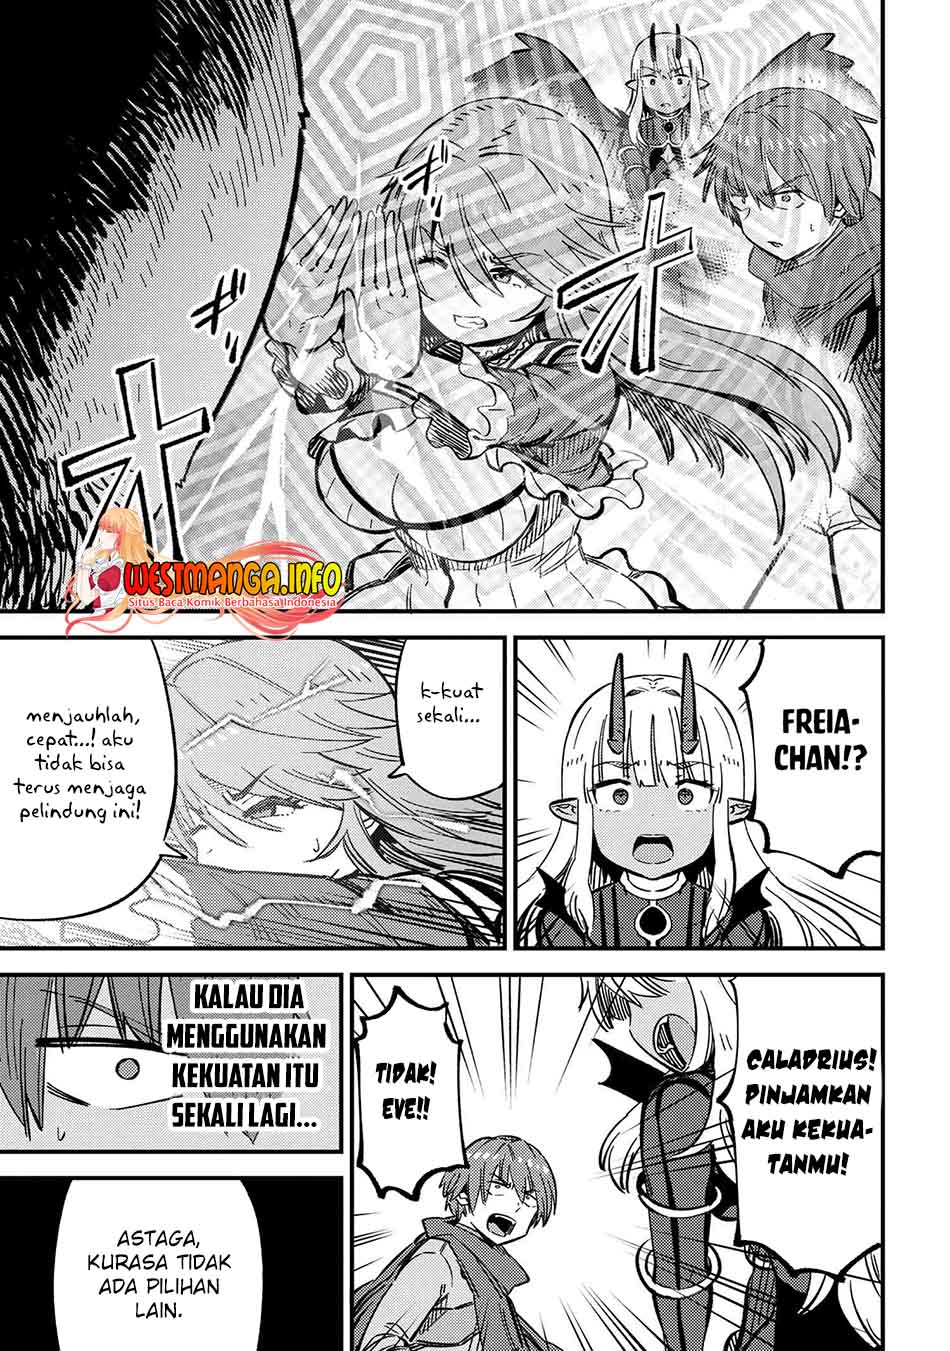 オ
オ
WESTMANGA.INFO
Situs Baca Komik Berbahasa Indonesia
FREIA-
CHAN!?
k-kuat
sekali...
menjauhlah,
cepat...! aku
tidak bisa
terus menjaga
pelindung ini!
CALADRIUS!
PINJAMKAN
AKU KEKUA-
TANMU!
TIDAK!
EVE!!
KALAU DIA
MENGGUNAKAN
KEKUATAN ITU
SEKALI LAGI...
ASTAGA,
KURASA TIDAK
ADA PILIHAN
LAIN.